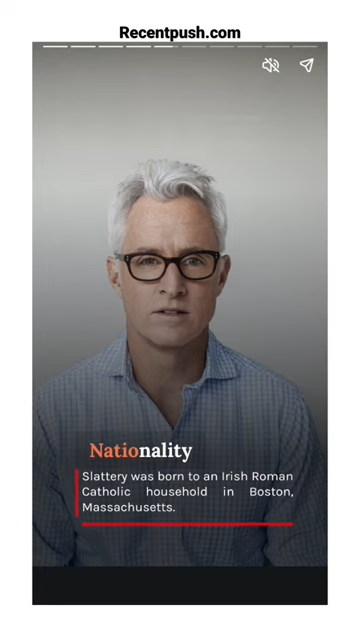 Recentpush.com
Nationality
Slattery was born to an Irish Roman
Catholic household in Boston,
Massachusetts.